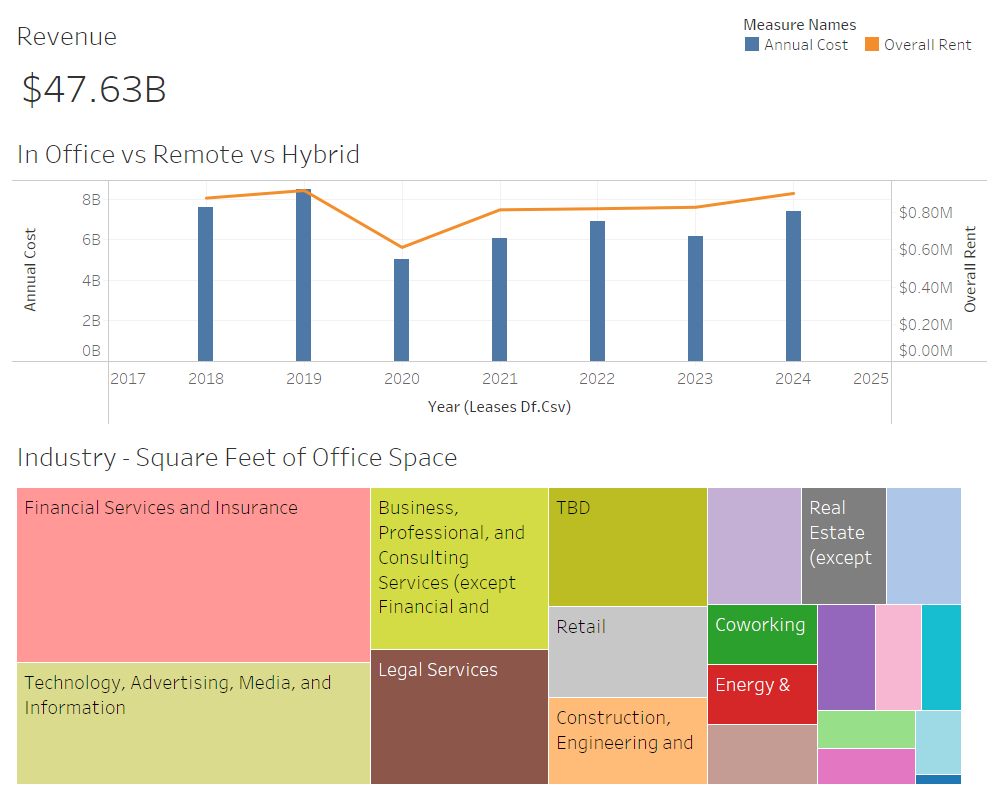 Revenue
$47.63B
Measure Names
Annual Cost
Overall Rent
In Office vs Remote vs Hybrid
Annual Cost
8B
6B
4B
2B
0B
$0.80M
$0.60M
$0.40M
$0.20M
$0.00M
Overall Rent
2017
2018
2019
2020
2021
2022
2023
2024
2025
Year (Leases Df.Csv)
Industry - Square Feet of Office Space
Financial Services and Insurance
Technology, Advertising, Media, and
Information
Business,
Professional, and
Consulting
Services (except
Financial and
Legal Services
TBD
Retail
Construction,
Engineering and
Real
Estate
(except
Coworking
Energy &